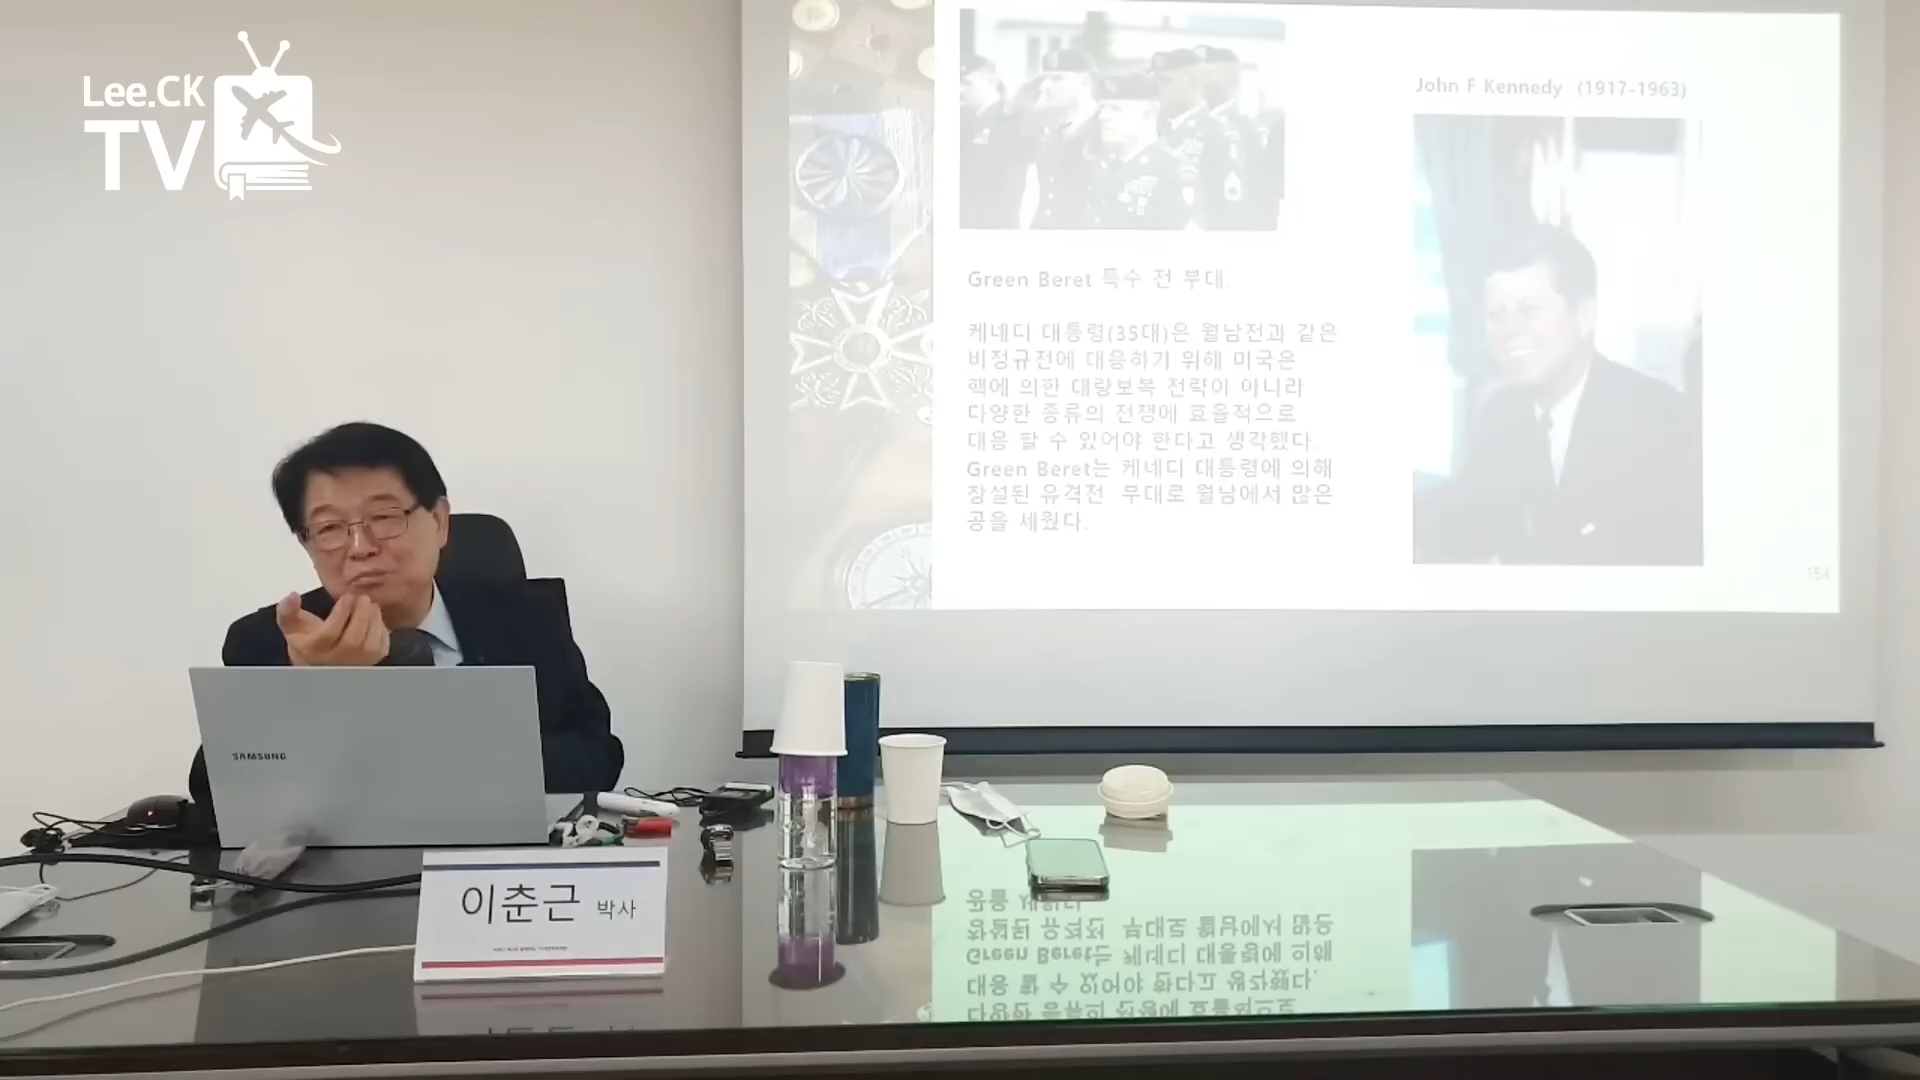 Lee.CK
TV
John F Kennedy (1917-1963)
Green Beret 특수 전 부대.
케네디 대통령(35대)은 월남전과 같은
비정규전에 대응하기 위해 미국은
핵에 의한 대량보복 전략이 아니라
다양한 종류의 전쟁에 효율적으로
대응 할 수 있어야 한다고 생각했다.
Green Beret는 케네디 대통령에 의해
창설된 유격전 부대로 월남에서 많은
공을 세웠다.
SAMSUNG
이춘근 박사